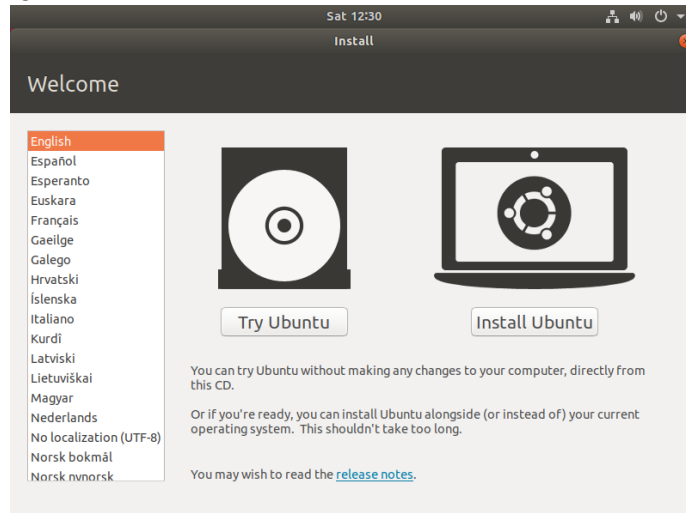 Sat 12:30
Install
Welcome
English
Español
Esperanto
Euskara
Français
Gaeilge
Galego
Hrvatski
Íslenska
Italiano
Kurdî
Latviski
Lietuviškai
Magyar
Nederlands
No localization (UTF-8)
Norsk bokmål
Norsk nynorsk
Try Ubuntu
Install Ubuntu
You can try Ubuntu without making any changes to your computer, directly from
this CD.
Or if you're ready, you can install Ubuntu alongside (or instead of) your current
operating system. This shouldn't take too long.
You may wish to read the release notes.